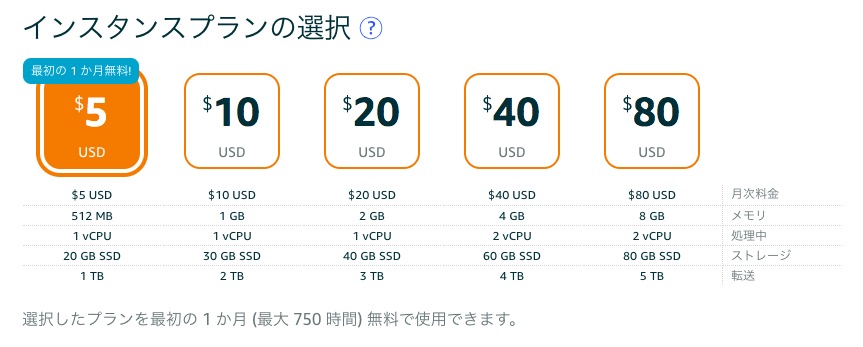 インスタンスプランの選択 ?
最初の 1 か月無料!
$5 $10 $20 $40 $80
USD USD USD USD USD
$5 USD $10 USD $20 USD $40 USD $80 USD 月次料金
512 MB 1 GB 2 GB 4 GB 8 GB メモリ
1 vCPU 1 vCPU 1 vCPU 2 vCPU 2 vCPU 処理中
20 GB SSD 30 GB SSD 40 GB SSD 60 GB SSD 80 GB SSD ストレージ
1 TB 2 TB 3 TB 4 TB 5 TB 転送
選択したプランを最初の 1 か月 (最大 750 時間) 無料で使用できます。